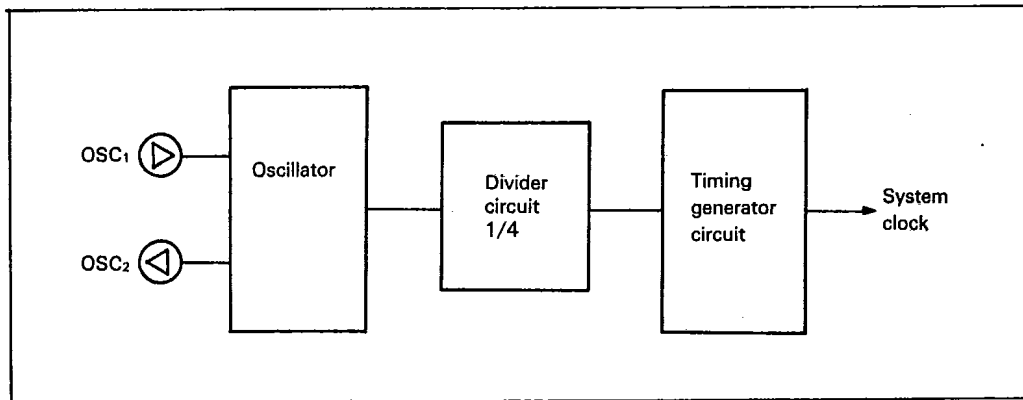 OSC₁
OSC₂
Oscillator
Divider
circuit
1/4
Timing
generator
circuit
System
clock